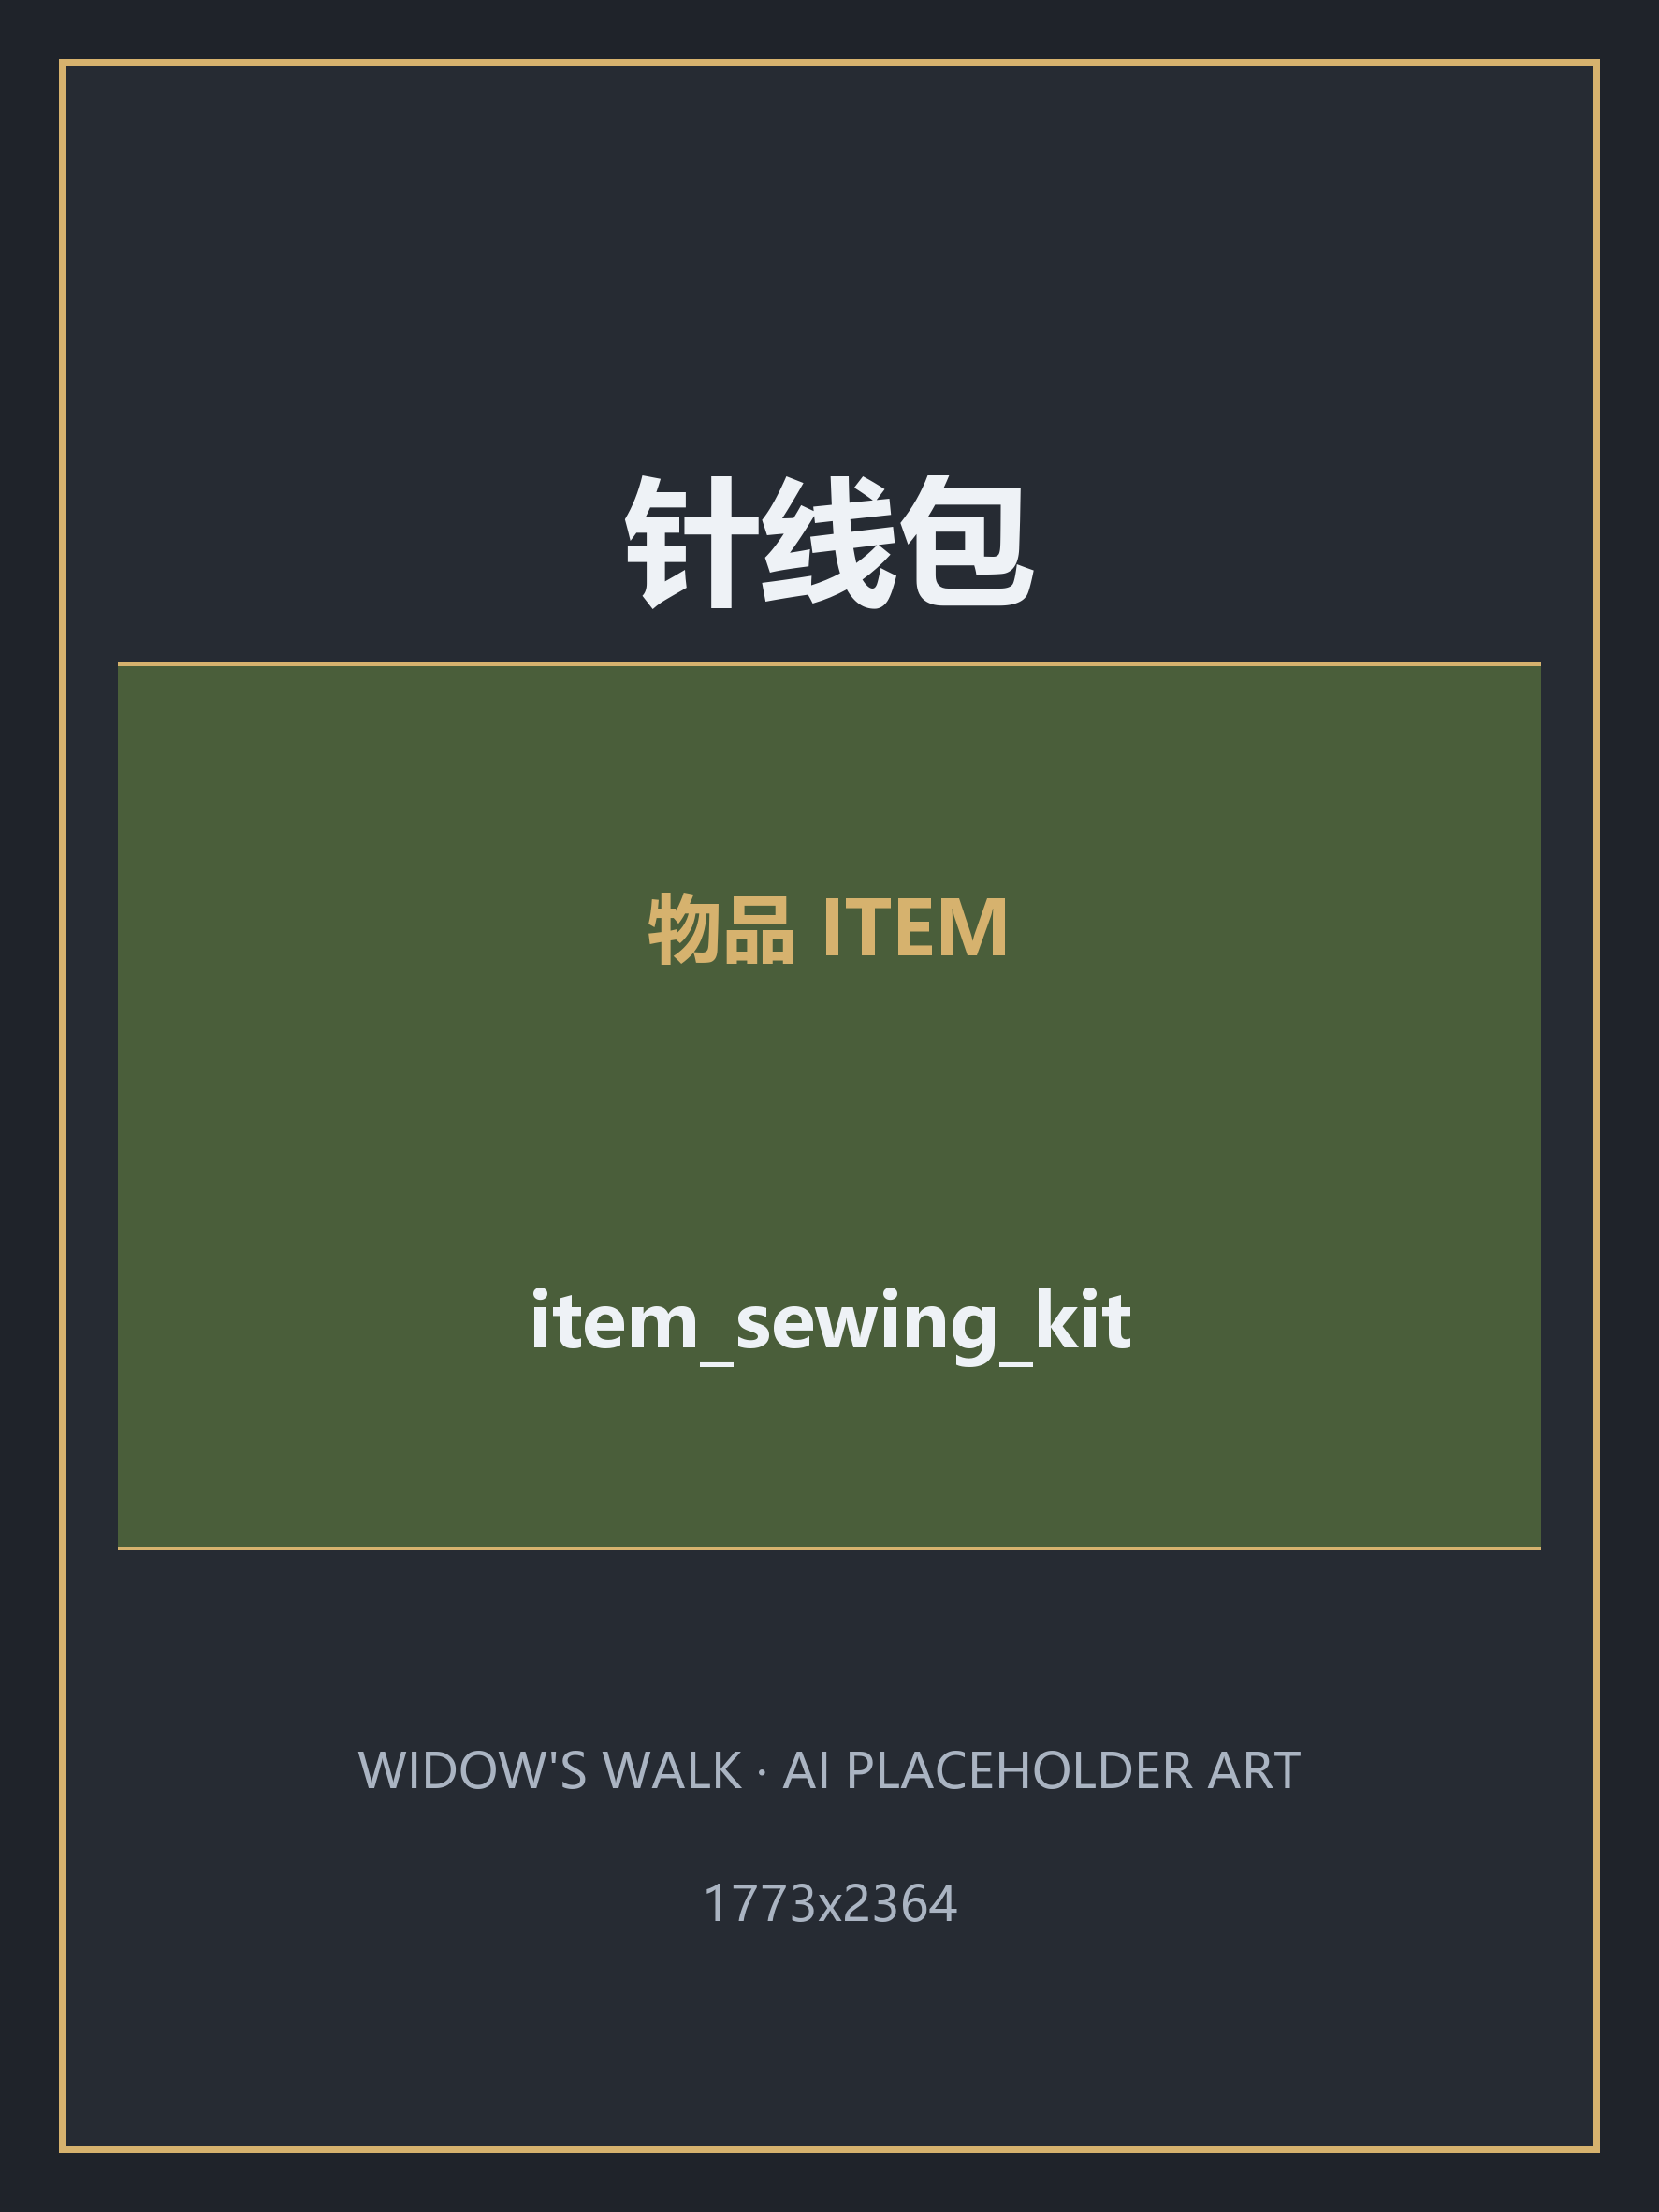 针线包
物品 ITEM
item_sewing_kit
WIDOW'S WALK · AI PLACEHOLDER ART
1773x2364